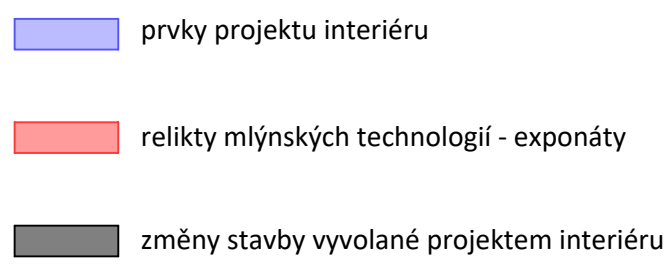 prvky projektu interiéru
relikty mlýnských technologií - exponáty
změny stavby vyvolané projektem interiéru